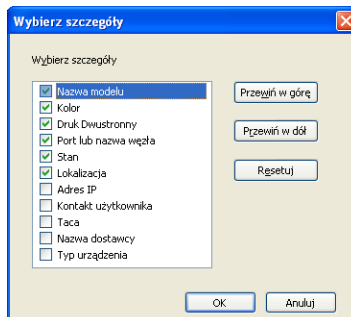 Wybierz szczegóły
Wybierz szczegóły
Nazwa modelu
Kolor
Druk Dwustronny
Port lub nazwa węzła
Stan
Lokalizacja
Adres IP
Kontakt użytkownika
Taca
Nazwa dostawcy
Typ urządzenia
Przewiń w górę
Przewiń w dół
Resetuj
OK
Anuluj